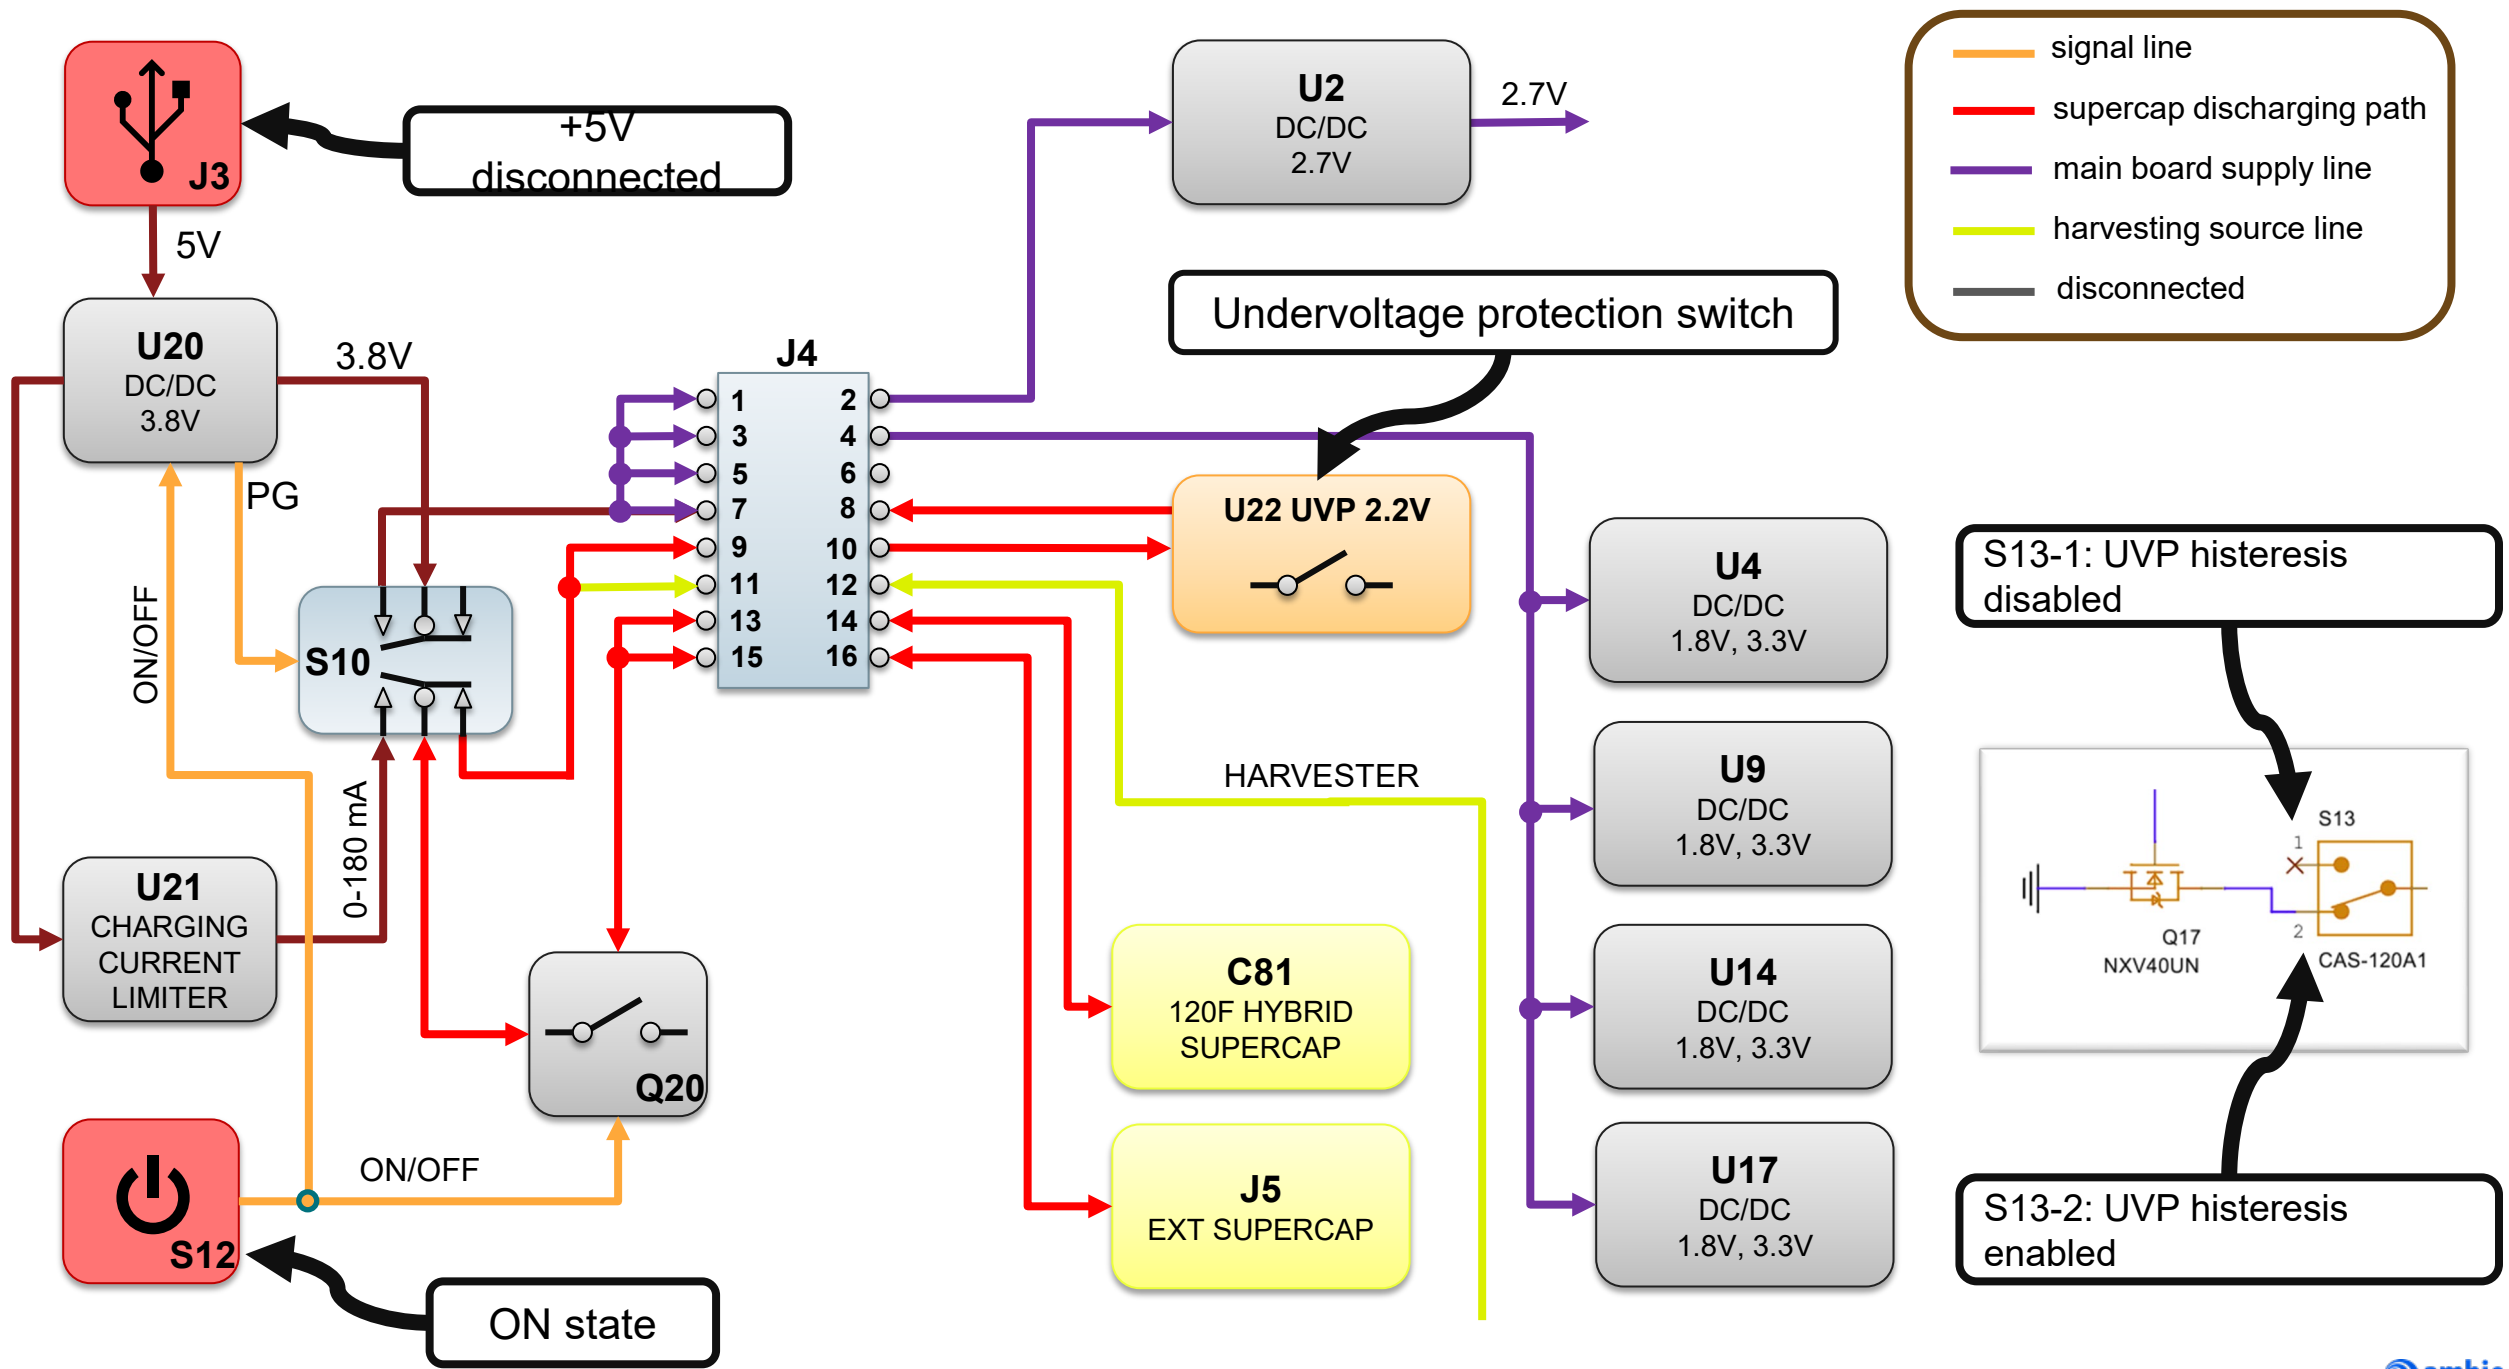 J3
+5V
disconnected
5V
U20
DC/DC
3.8V
3.8V
PG
ON/OFF
S10
0-180 mA
U21
CHARGING
CURRENT
LIMITER
S12
ON/OFF
ON state
Q20
J4
1 2
3 4
5 6
7 8
9 10
11 12
13 14
15 16
U2
DC/DC
2.7V
2.7V
Undervoltage protection switch
U22 UVP 2.2V
HARVESTER
C81
120F HYBRID
SUPERCAP
J5
EXT SUPERCAP
U4
DC/DC
1.8V, 3.3V
U9
DC/DC
1.8V, 3.3V
U14
DC/DC
1.8V, 3.3V
U17
DC/DC
1.8V, 3.3V
signal line
supercap discharging path
main board supply line
harvesting source line
disconnected
S13-1: UVP histeresis
disabled
S13
1
2
Q17
NXV40UN
CAS-120A1
S13-2: UVP histeresis
enabled